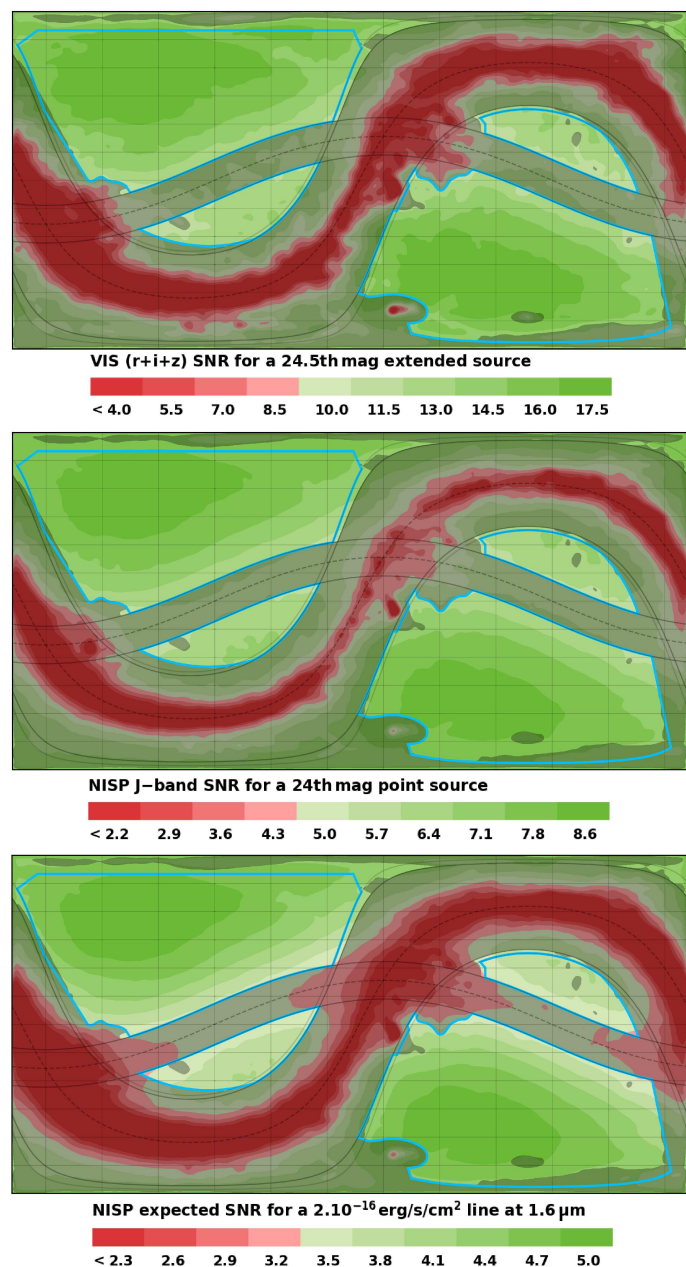 VIS (r+i+z) SNR for a 24.5th mag extended source
< 4.0 5.5 7.0 8.5 10.0 11.5 13.0 14.5 16.0 17.5
NISP J−band SNR for a 24th mag point source
< 2.2 2.9 3.6 4.3 5.0 5.7 6.4 7.1 7.8 8.6
NISP expected SNR for a 2.10⁻¹⁶ erg/s/cm² line at 1.6 μm
< 2.3 2.6 2.9 3.2 3.5 3.8 4.1 4.4 4.7 5.0